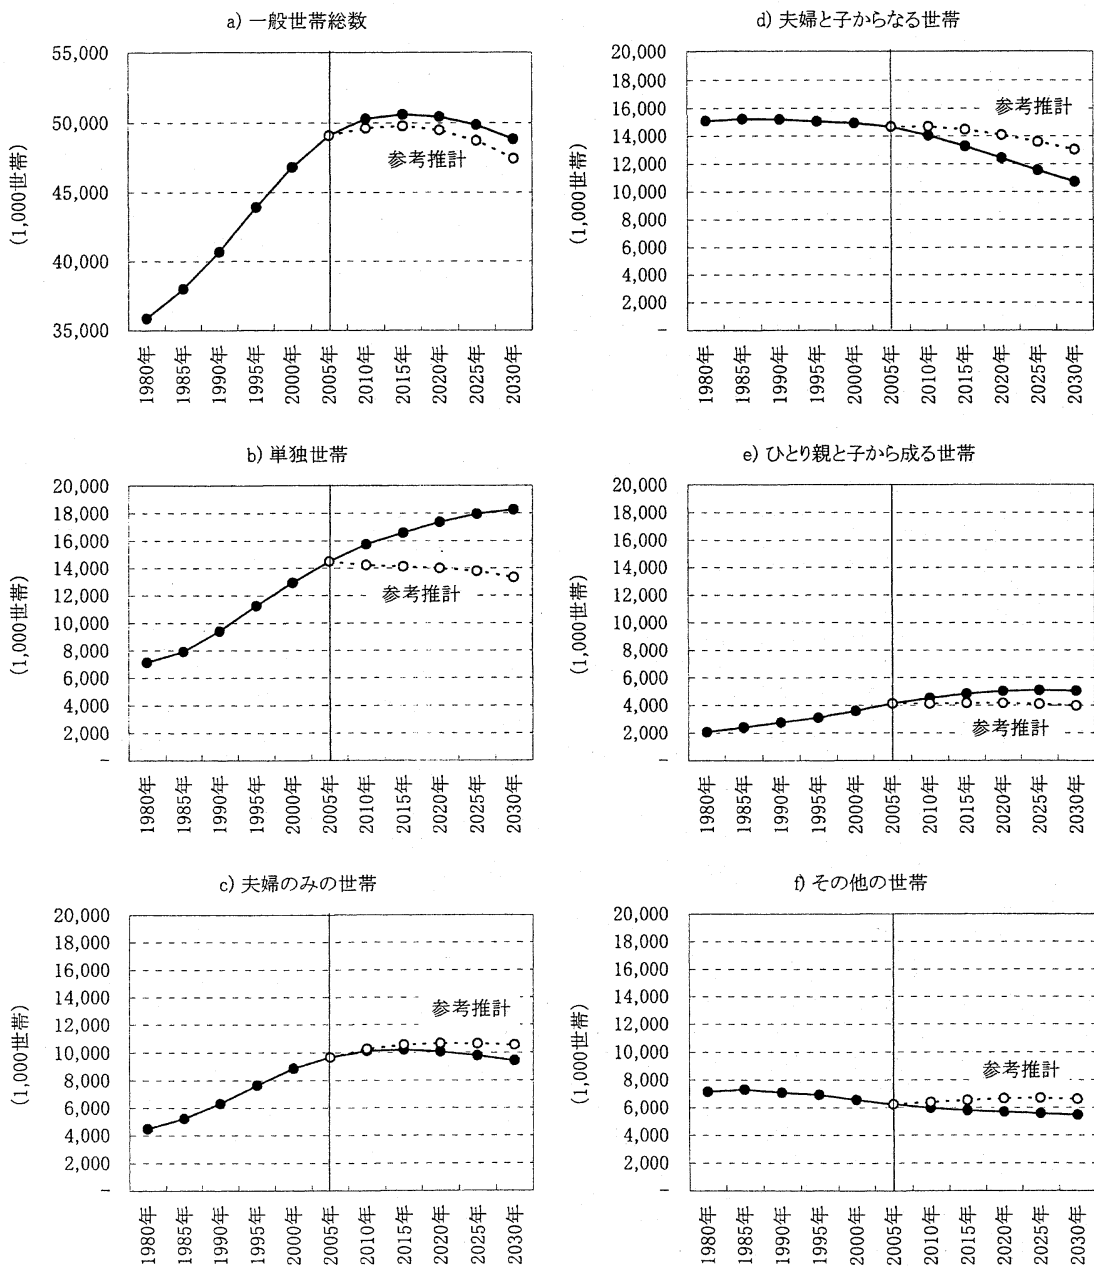 a) 一般世帯総数
55,000
50,000
45,000
40,000
35,000
(1,000世帯)
参考推計
1980年
1985年
1990年
1995年
2000年
2005年
2010年
2015年
2020年
2025年
2030年
d) 夫婦と子からなる世帯
20,000
18,000
16,000
14,000
12,000
10,000
8,000
6,000
4,000
2,000
-
(1,000世帯)
参考推計
1980年
1985年
1990年
1995年
2000年
2005年
2010年
2015年
2020年
2025年
2030年
b) 単独世帯
20,000
18,000
16,000
14,000
12,000
10,000
8,000
6,000
4,000
2,000
-
(1,000世帯)
参考推計
1980年
1985年
1990年
1995年
2000年
2005年
2010年
2015年
2020年
2025年
2030年
e) ひとり親と子から成る世帯
20,000
18,000
16,000
14,000
12,000
10,000
8,000
6,000
4,000
2,000
-
(1,000世帯)
参考推計
1980年
1985年
1990年
1995年
2000年
2005年
2010年
2015年
2020年
2025年
2030年
c) 夫婦のみの世帯
20,000
18,000
16,000
14,000
12,000
10,000
8,000
6,000
4,000
2,000
-
(1,000世帯)
参考推計
1980年
1985年
1990年
1995年
2000年
2005年
2010年
2015年
2020年
2025年
2030年
f) その他の世帯
20,000
18,000
16,000
14,000
12,000
10,000
8,000
6,000
4,000
2,000
-
(1,000世帯)
参考推計
1980年
1985年
1990年
1995年
2000年
2005年
2010年
2015年
2020年
2025年
2030年